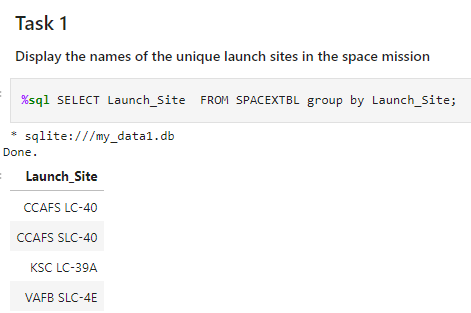 Task 1
Display the names of the unique launch sites in the space mission
%sql SELECT Launch_Site  FROM SPACEXTBL group by Launch_Site;
* sqlite:///my_data1.db
Done.
Launch_Site
CCAFS LC-40
CCAFS SLC-40
KSC LC-39A
VAFB SLC-4E